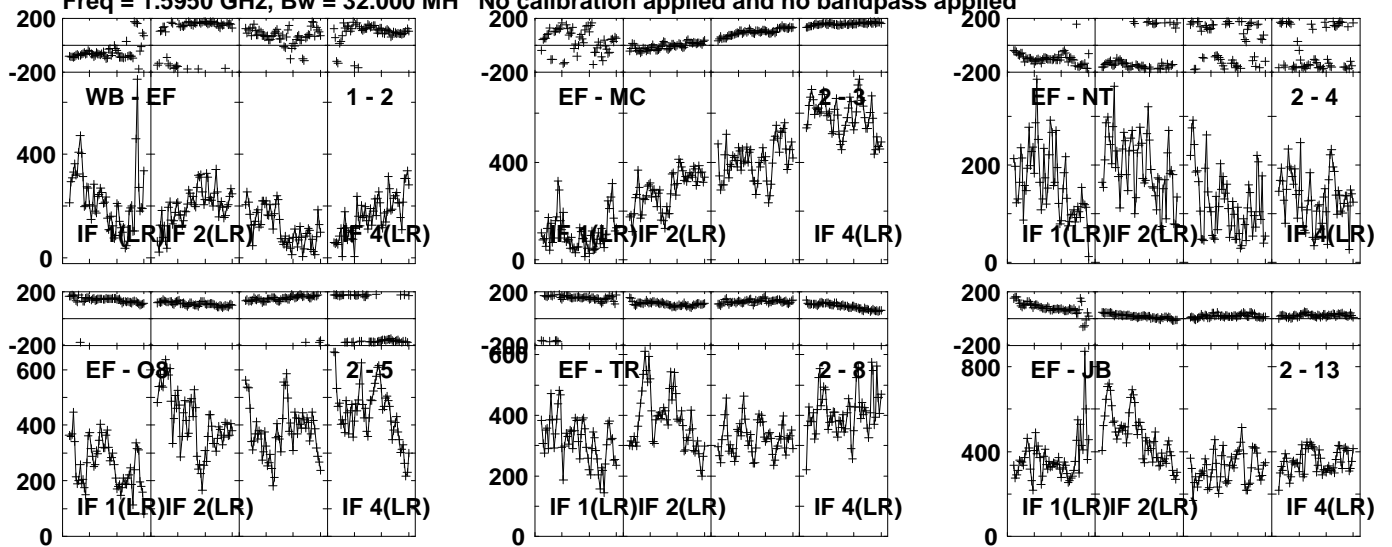 Freq = 1.5950 GHz, Bw = 32.000 MH No calibration applied and no bandpass applied
200 200 200
-200 -200 -200
WB - EF 1 - 2 EF - MC 2 - 3 EF - NT 2 - 4
400 400 200
IF 1(LR) IF 2(LR) IF 4(LR) IF 1(LR) IF 2(LR) IF 4(LR) IF 1(LR) IF 2(LR) IF 4(LR)
0 0 0
200 200 200
-200 -200 -200
600 600 800
EF - O8 2 - 5 EF - TR 2 - 8 EF - JB 2 - 13
400 400 400
200 200
IF 1(LR) IF 2(LR) IF 4(LR) IF 1(LR) IF 2(LR) IF 4(LR) IF 1(LR) IF 2(LR) IF 4(LR)
0 0 0